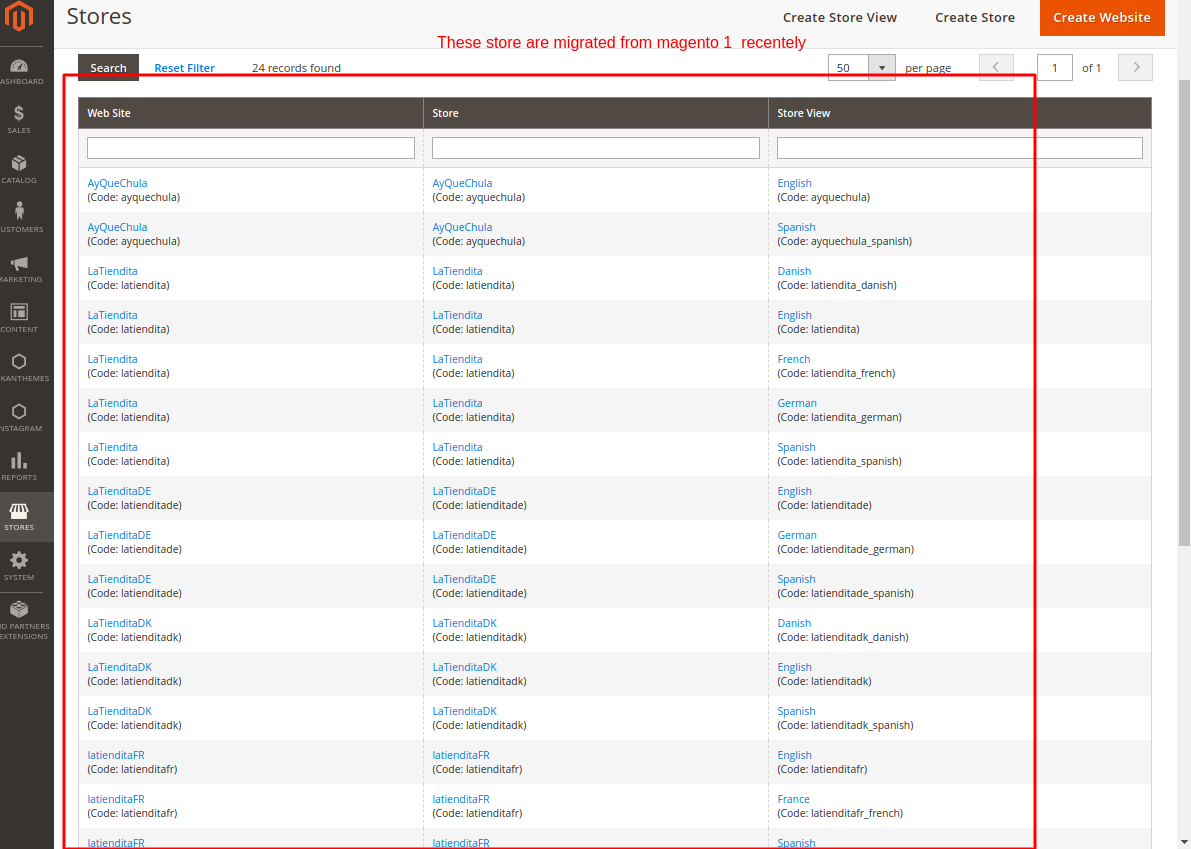 Stores
Create Store View
Create Store
Create Website
These store are migrated from magento 1 recentely
Search
Reset Filter
24 records found
50
per page
1
of 1
ASHBOARD
SALES
CATALOG
USTOMERS
MARKETING
CONTENT
KANTHEMES
NSTAGRAM
REPORTS
STORES
SYSTEM
ND PARTNERS
EXTENSIONS
Web Site Store Store View
AyQueChula AyQueChula English
(Code: ayquechula) (Code: ayquechula) (Code: ayquechula)
AyQueChula AyQueChula Spanish
(Code: ayquechula) (Code: ayquechula) (Code: ayquechula_spanish)
LaTiendita LaTiendita Danish
(Code: latiendita) (Code: latiendita) (Code: latiendita_danish)
LaTiendita LaTiendita English
(Code: latiendita) (Code: latiendita) (Code: latiendita)
LaTiendita LaTiendita French
(Code: latiendita) (Code: latiendita) (Code: latiendita_french)
LaTiendita LaTiendita German
(Code: latiendita) (Code: latiendita) (Code: latiendita_german)
LaTiendita LaTiendita Spanish
(Code: latiendita) (Code: latiendita) (Code: latiendita_spanish)
LaTienditaDE LaTienditaDE English
(Code: latienditade) (Code: latienditade) (Code: latienditade)
LaTienditaDE LaTienditaDE German
(Code: latienditade) (Code: latienditade) (Code: latienditade_german)
LaTienditaDE LaTienditaDE Spanish
(Code: latienditade) (Code: latienditade) (Code: latienditade_spanish)
LaTienditaDK LaTienditaDK Danish
(Code: latienditadk) (Code: latienditadk) (Code: latienditadk_danish)
LaTienditaDK LaTienditaDK English
(Code: latienditadk) (Code: latienditadk) (Code: latienditadk)
LaTienditaDK LaTienditaDK Spanish
(Code: latienditadk) (Code: latienditadk) (Code: latienditadk_spanish)
latienditaFR latienditaFR English
(Code: latienditafr) (Code: latienditafr) (Code: latienditafr)
latienditaFR latienditaFR France
(Code: latienditafr) (Code: latienditafr) (Code: latienditafr_french)
latienditaFR latienditaFR Spanish